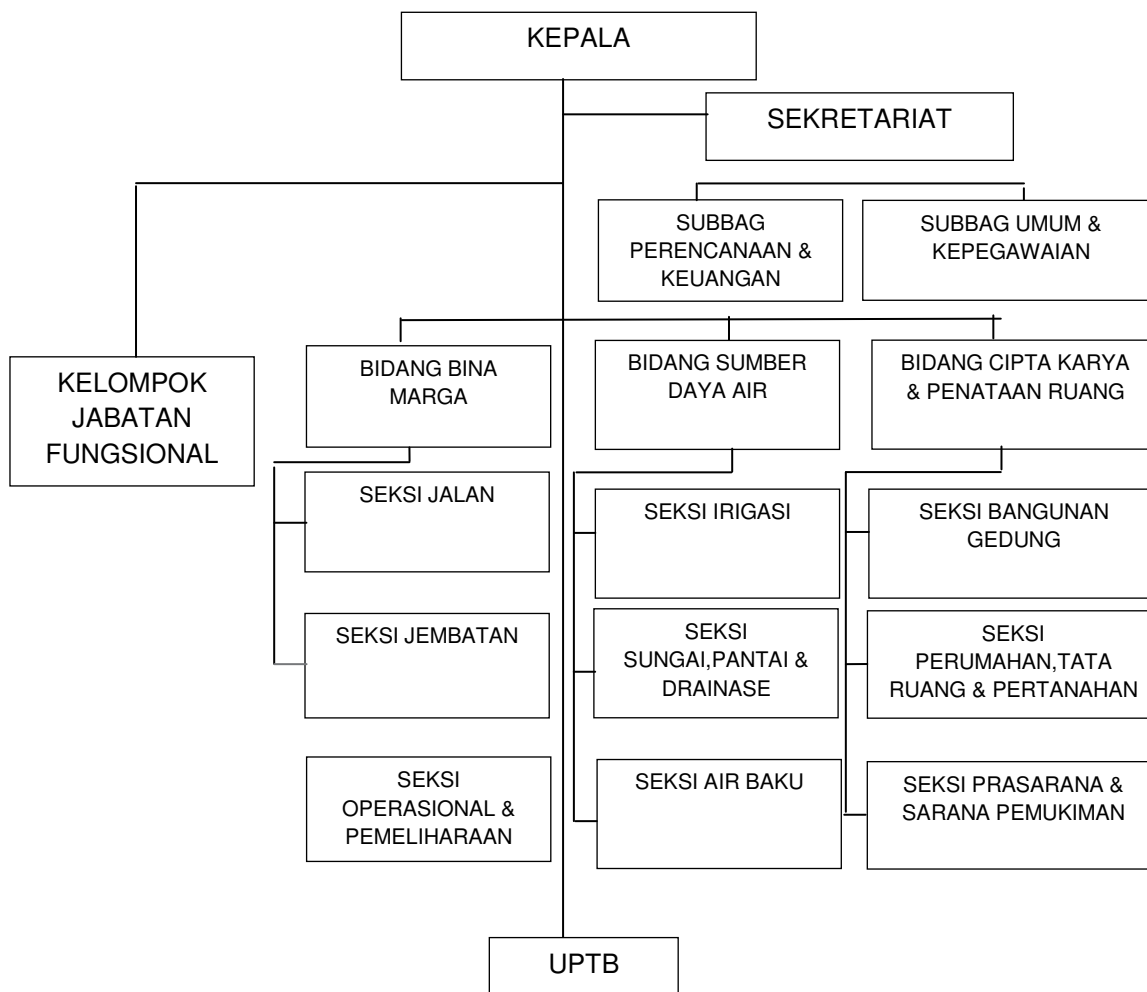 KEPALA
SEKRETARIAT
SUBBAG
PERENCANAAN &
KEUANGAN
SUBBAG UMUM &
KEPEGAWAIAN
KELOMPOK
JABATAN
FUNGSIONAL
BIDANG BINA
MARGA
BIDANG SUMBER
DAYA AIR
BIDANG CIPTA KARYA
& PENATAAN RUANG
SEKSI JALAN
SEKSI IRIGASI
SEKSI BANGUNAN
GEDUNG
SEKSI JEMBATAN
SEKSI
SUNGAI,PANTAI &
DRAINASE
SEKSI
PERUMAHAN,TATA
RUANG & PERTANAHAN
SEKSI
OPERASIONAL &
PEMELIHARAAN
SEKSI AIR BAKU
SEKSI PRASARANA &
SARANA PEMUKIMAN
UPTB